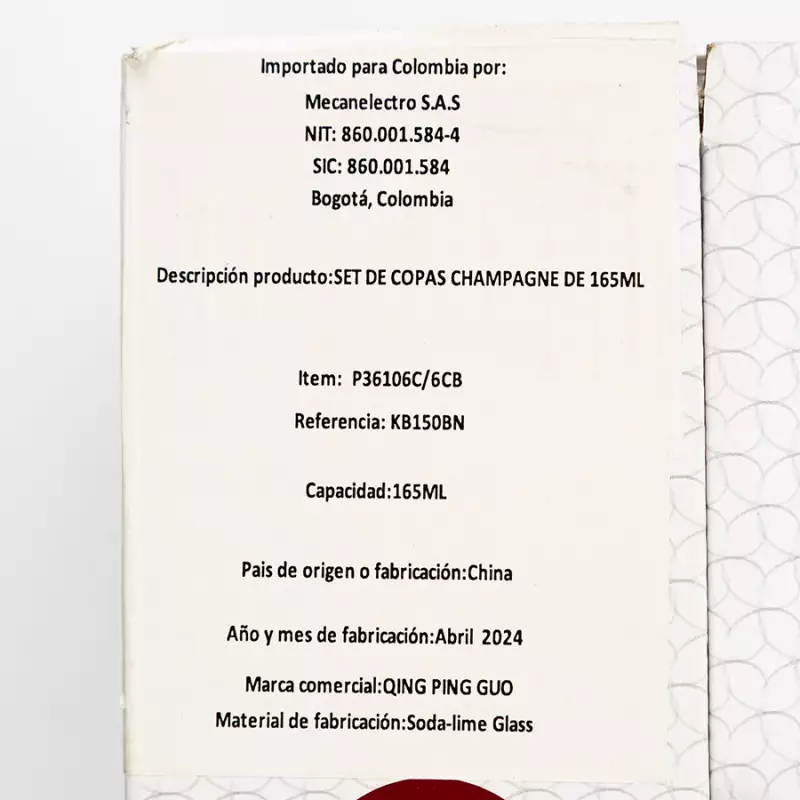 Importado para Colombia por:
Mecanelectro S.A.S
NIT: 860.001.584-4
SIC: 860.001.584
Bogotá, Colombia
Descripción producto:SET DE COPAS CHAMPAGNE DE 165ML
Item: P36106C/6CB
Referencia: KB150BN
Capacidad:165ML
Pais de origen o fabricación:China
Año y mes de fabricación:Abril 2024
Marca comercial:QING PING GUO
Material de fabricación:Soda-lime Glass